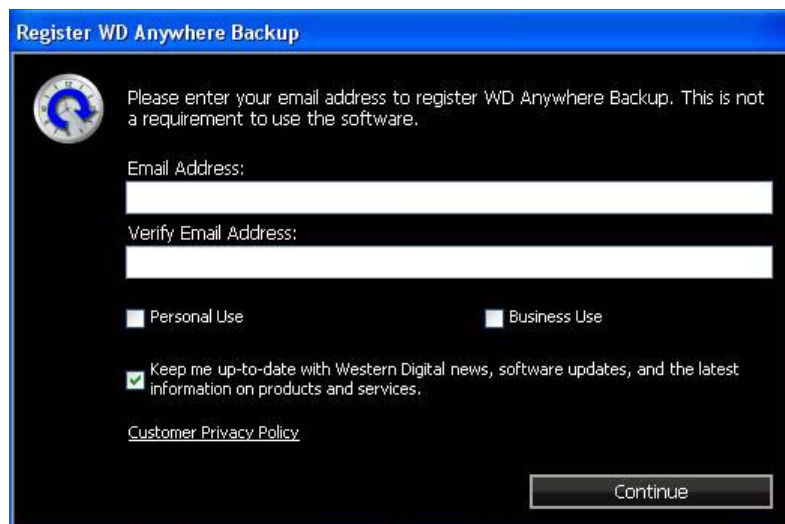 Register WD Anywhere Backup
Please enter your email address to register WD Anywhere Backup. This is not
a requirement to use the software.
Email Address:
Verify Email Address:
Personal Use
Business Use
Keep me up-to-date with Western Digital news, software updates, and the latest
information on products and services.
Customer Privacy Policy
Continue